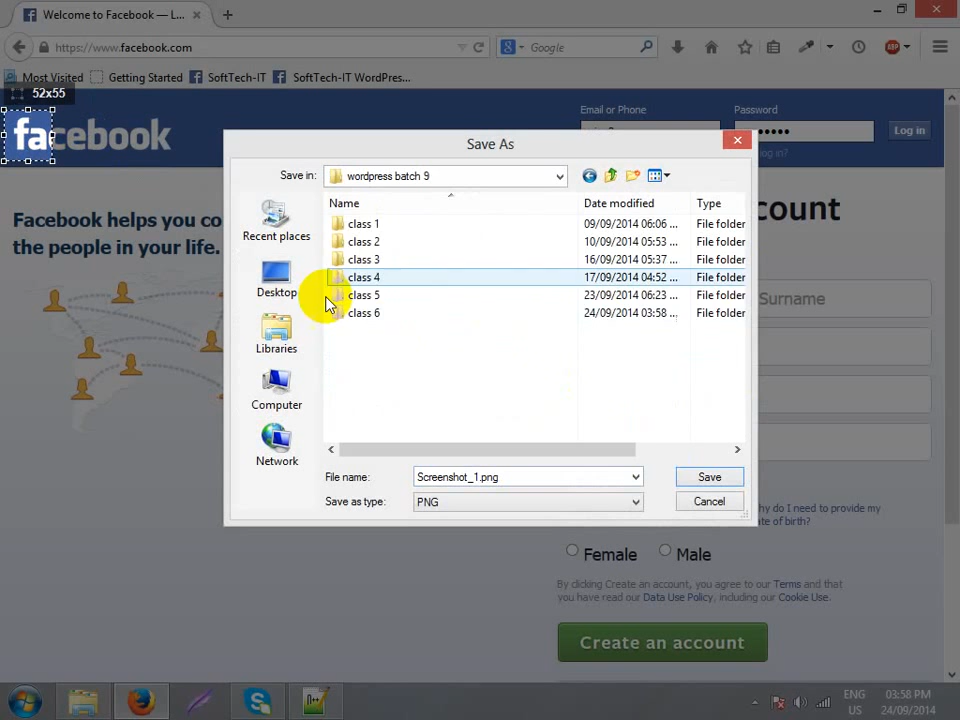 Welcome to Facebook — L...
https://www.facebook.com
Google
Most Visited
Getting Started
SoftTech-IT
SoftTech-IT WordPres...
52x55
facebook
Email or Phone
Password
Log in
log in?
Save As
Facebook helps you co
the people in your life.
count
Surname
Save in:
wordpress batch 9
Name
Date modified
Type
Recent places
Desktop
Libraries
Computer
Network
class 1 09/09/2014 06:06 ... File folder
class 2 10/09/2014 05:53 ... File folder
class 3 16/09/2014 05:37 ... File folder
class 4 17/09/2014 04:52 ... File folder
class 5 23/09/2014 06:23 ... File folder
class 6 24/09/2014 03:58 ... File folder
File name:
Screenshot_1.png
Save
Save as type:
PNG
Cancel
hy do I need to provide my
te of birth?
Female
Male
By clicking Create an account, you agree to our Terms and that
you have read our Data Use Policy, including our Cookie Use.
Create an account
ENG
US
03:58 PM
24/09/2014